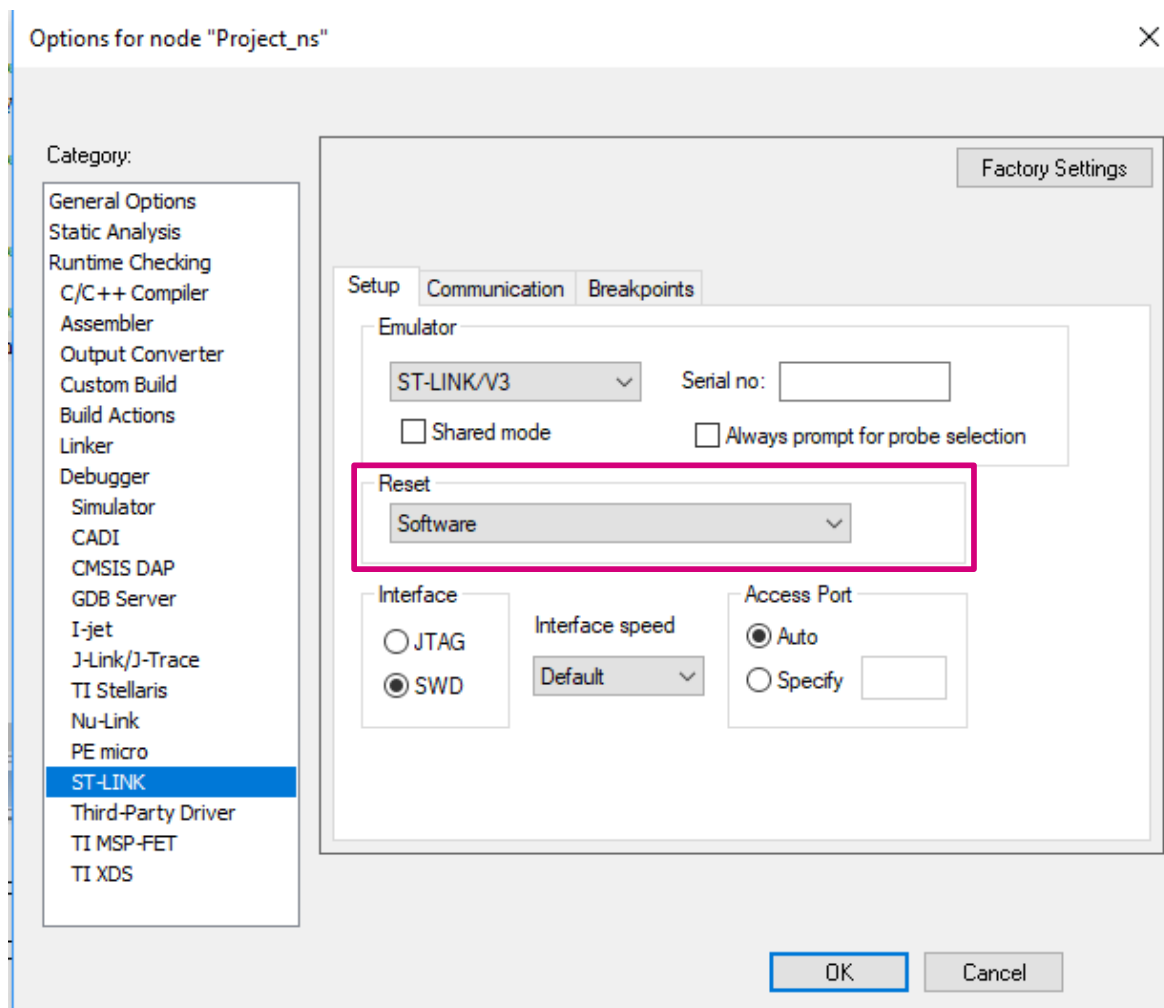 Options for node "Project_ns"
Category:
General Options
Static Analysis
Runtime Checking
C/C++ Compiler
Assembler
Output Converter
Custom Build
Build Actions
Linker
Debugger
Simulator
CADI
CMSIS DAP
GDB Server
I-jet
J-Link/J-Trace
TI Stellaris
Nu-Link
PE micro
ST-LINK
Third-Party Driver
TI MSP-FET
TI XDS
Factory Settings
Setup Communication Breakpoints
Emulator
ST-LINK/V3 Serial no:
Shared mode Always prompt for probe selection
Reset
Software
Interface Interface speed Access Port
JTAG Auto
SWD Default Specify
OK Cancel